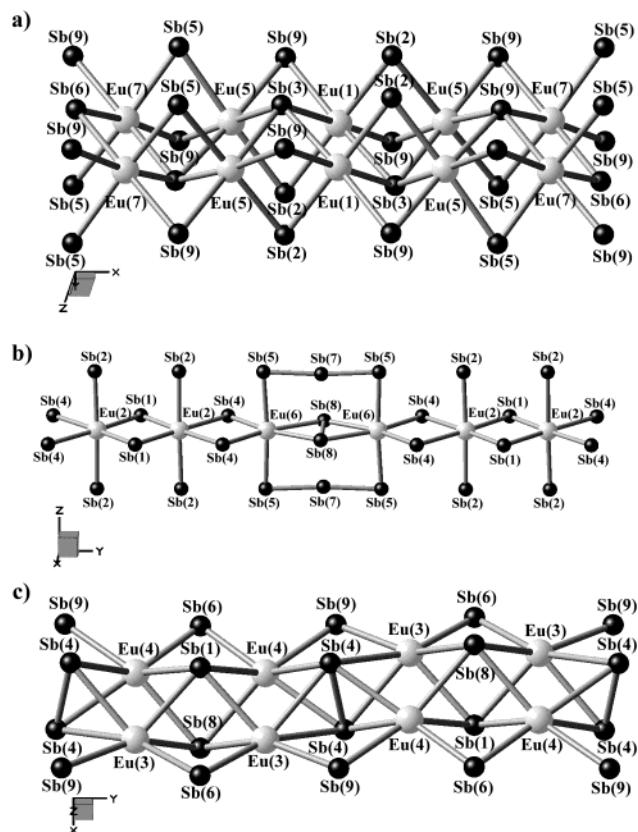 a)
Sb(9) Sb(5) Sb(9) Sb(2) Sb(9) Sb(5)
Sb(6) Eu(7) Sb(5) Eu(5) Sb(3) Eu(1) Sb(2) Eu(5) Sb(9) Eu(7) Sb(5)
Sb(9) Sb(9) Sb(9) Sb(9) Sb(9)
Sb(5) Eu(7) Eu(5) Sb(2) Eu(1) Sb(3) Eu(5) Sb(5) Eu(7) Sb(6)
Sb(5) Sb(9) Sb(2) Sb(9) Sb(5) Sb(9)
X
Z
b)
Sb(2) Sb(2) Sb(5) Sb(7) Sb(5) Sb(2) Sb(2)
Sb(4) Sb(1) Sb(4) Sb(8) Sb(4) Sb(1) Sb(4)
Eu(2) Eu(2) Eu(6) Eu(6) Eu(2) Eu(2)
Sb(4) Sb(1) Sb(4) Sb(8) Sb(4) Sb(1) Sb(4)
Sb(2) Sb(2) Sb(5) Sb(7) Sb(5) Sb(2) Sb(2)
Z
Y
X
c)
Sb(9) Sb(6) Sb(9) Sb(6) Sb(9)
Sb(4) Eu(4) Sb(1) Eu(4) Sb(4) Eu(3) Sb(8) Eu(3) Sb(4)
Sb(4) Eu(3) Sb(8) Eu(3) Sb(4) Eu(4) Sb(1) Eu(4) Sb(4)
Sb(9) Sb(6) Sb(9) Sb(6) Sb(9)
Y
Z
X